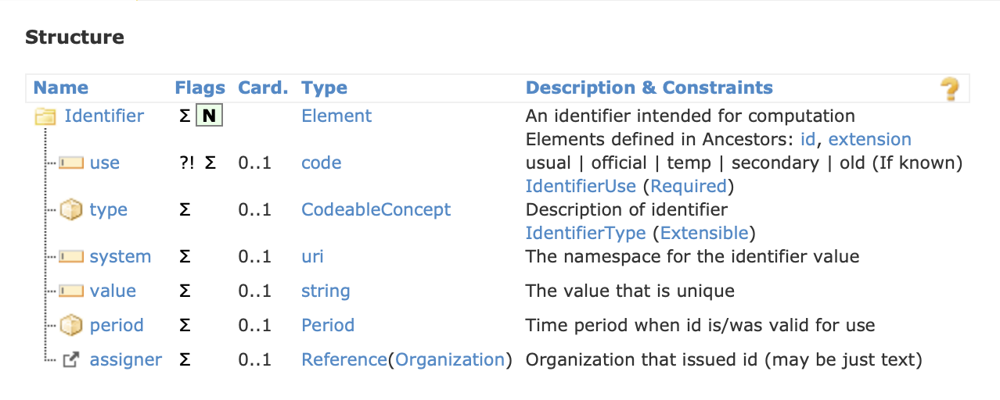 Structure
Name Flags Card. Type Description & Constraints
Identifier Σ N Element An identifier intended for computation
Elements defined in Ancestors: id, extension
use ?! Σ 0..1 code usual | official | temp | secondary | old (If known)
IdentifierUse (Required)
type Σ 0..1 CodeableConcept Description of identifier
IdentifierType (Extensible)
system Σ 0..1 uri The namespace for the identifier value
value Σ 0..1 string The value that is unique
period Σ 0..1 Period Time period when id is/was valid for use
assigner Σ 0..1 Reference(Organization) Organization that issued id (may be just text)